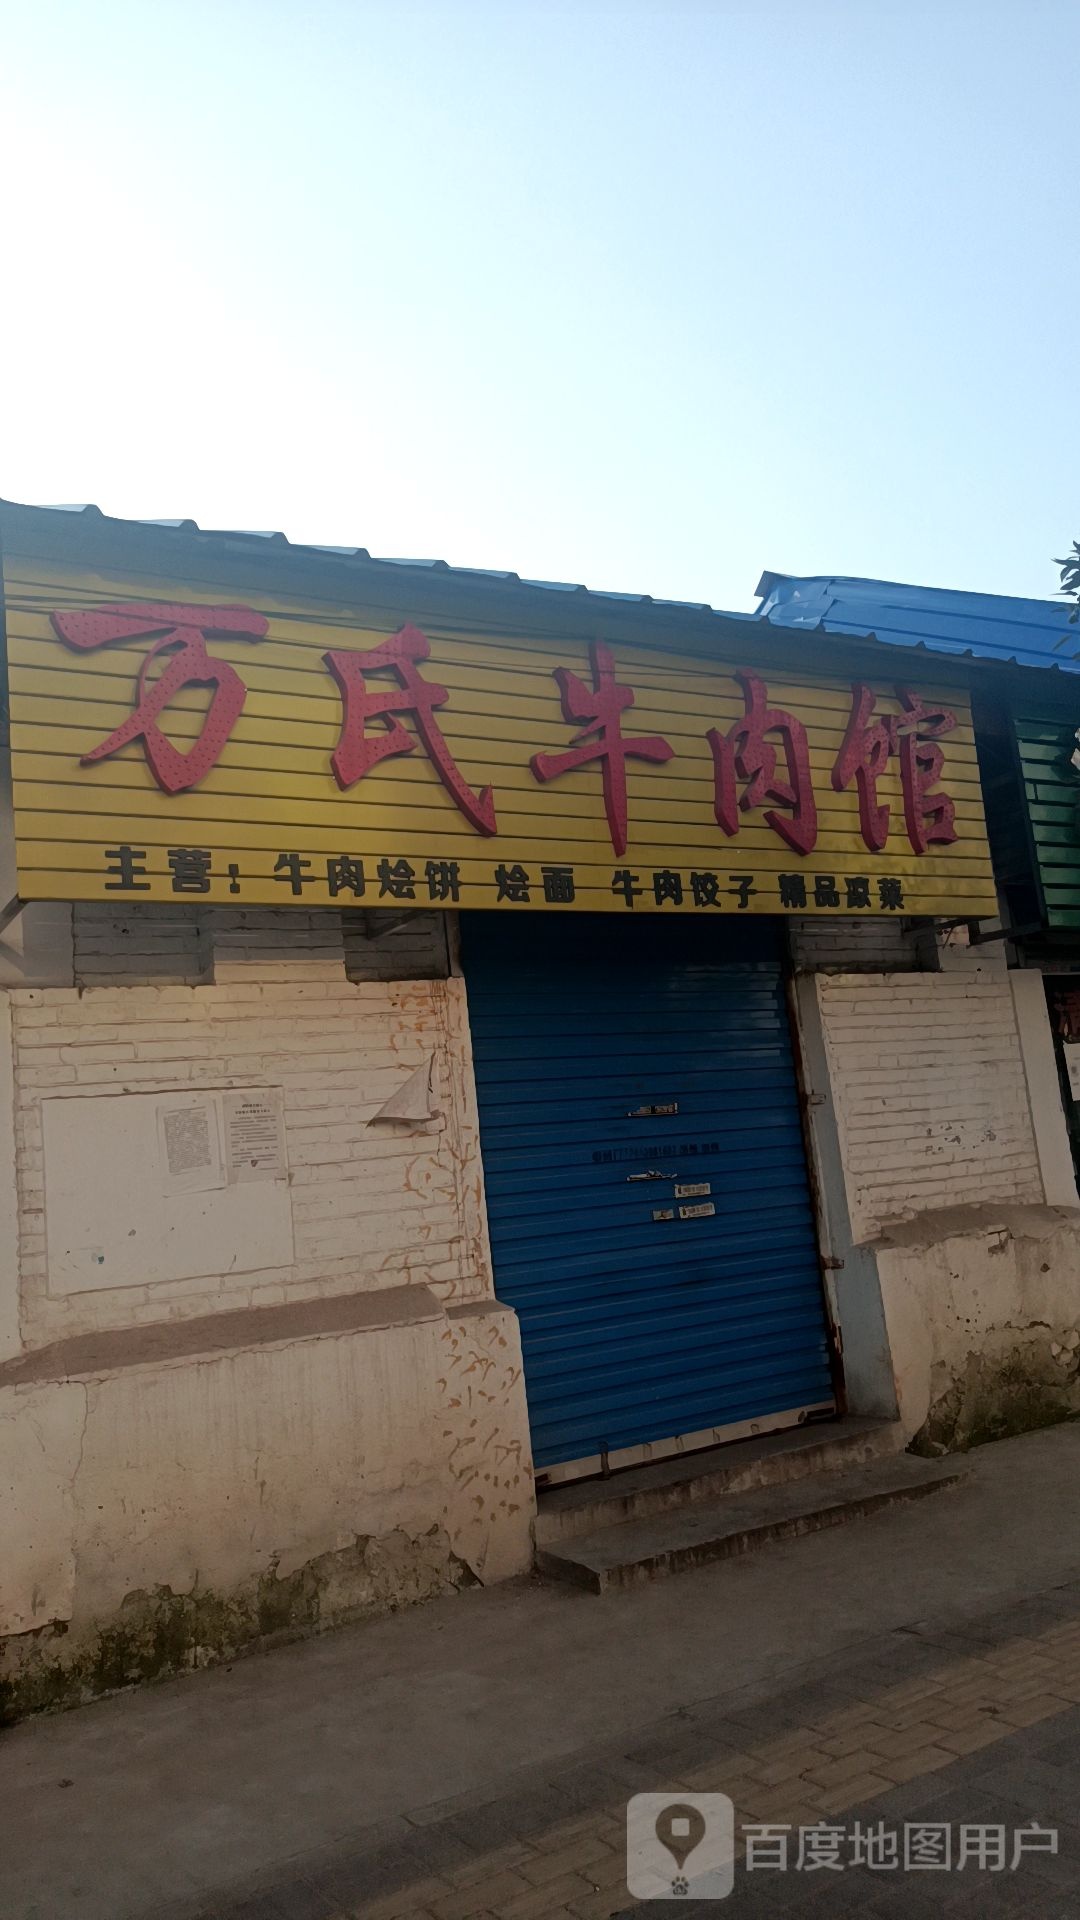 万氏牛肉馆
主营：牛肉烩饼 烩面 牛肉饺子 精品凉菜
百度地图用户